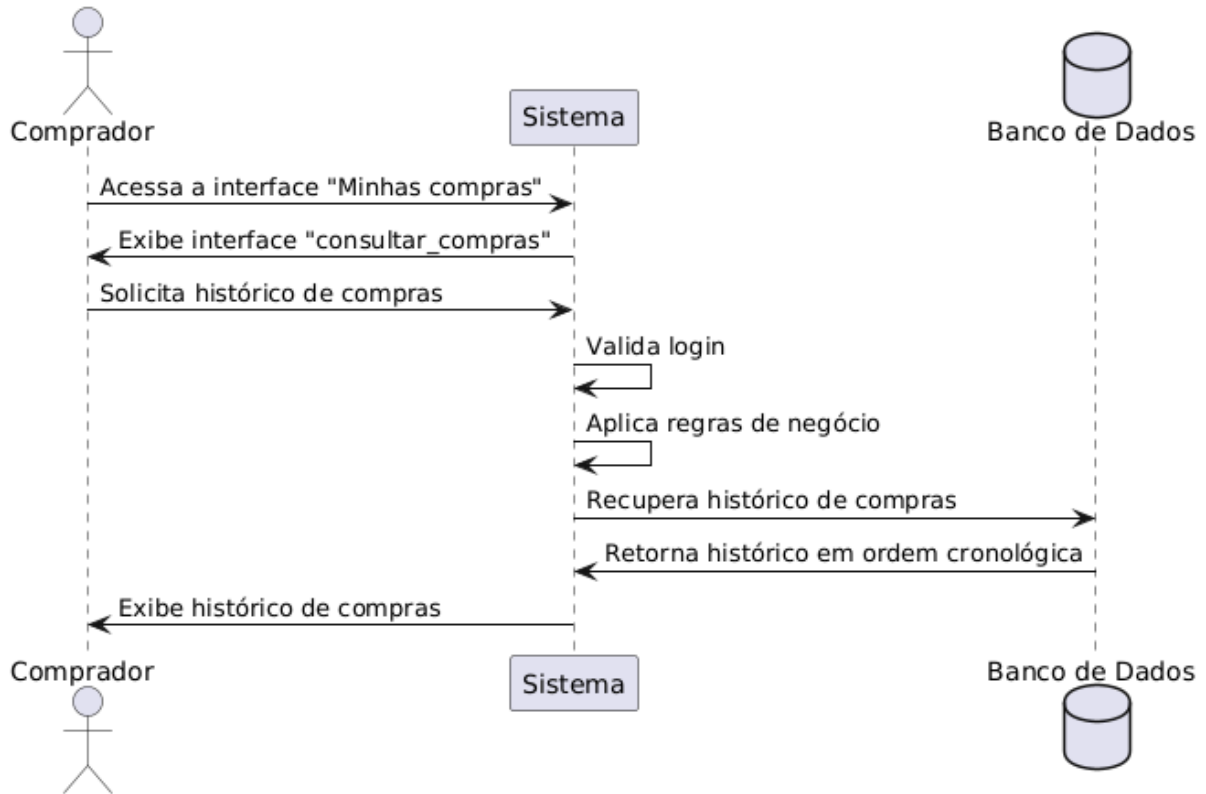 Comprador
Sistema
Banco de Dados
Acessa a interface "Minhas compras"
Exibe interface "consultar_compras"
Solicita histórico de compras
Valida login
Aplica regras de negócio
Recupera histórico de compras
Retorna histórico em ordem cronológica
Exibe histórico de compras
Comprador
Sistema
Banco de Dados